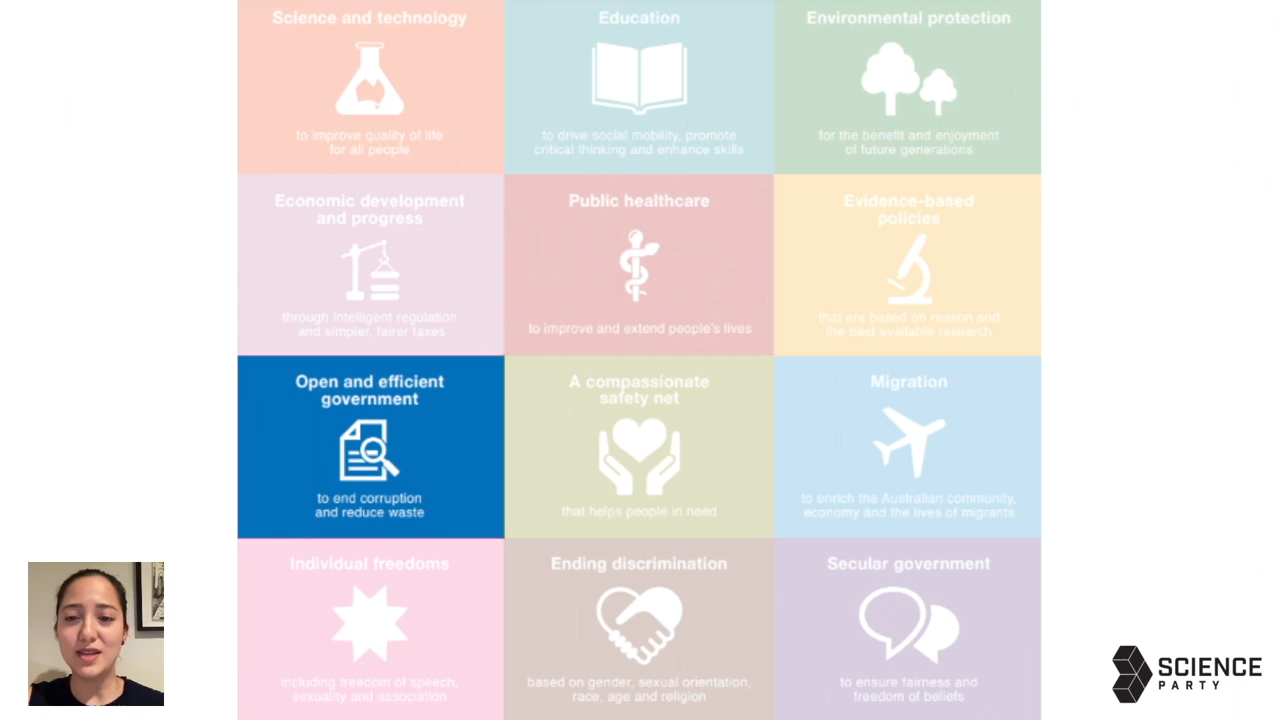 Science and technology
to improve quality of life
for all people
Education
to drive social mobility, promote
critical thinking and enhance skills
Environmental protection
for the benefit and enjoyment
of future generations
Economic development
and progress
through intelligent regulation
and simpler, fairer taxes
Public healthcare
to improve and extend people's lives
Evidence-based
policies
that are based on reason and
the best available research
Open and efficient
government
to end corruption
and reduce waste
A compassionate
safety net
that helps people in need
Migration
to enrich the Australian community,
economy and the lives of migrants
Individual freedoms
including freedom of speech,
sexuality and association
Ending discrimination
based on gender, sexual orientation,
race, age and religion
Secular government
to ensure fairness and
freedom of beliefs
SCIENCE
PARTY